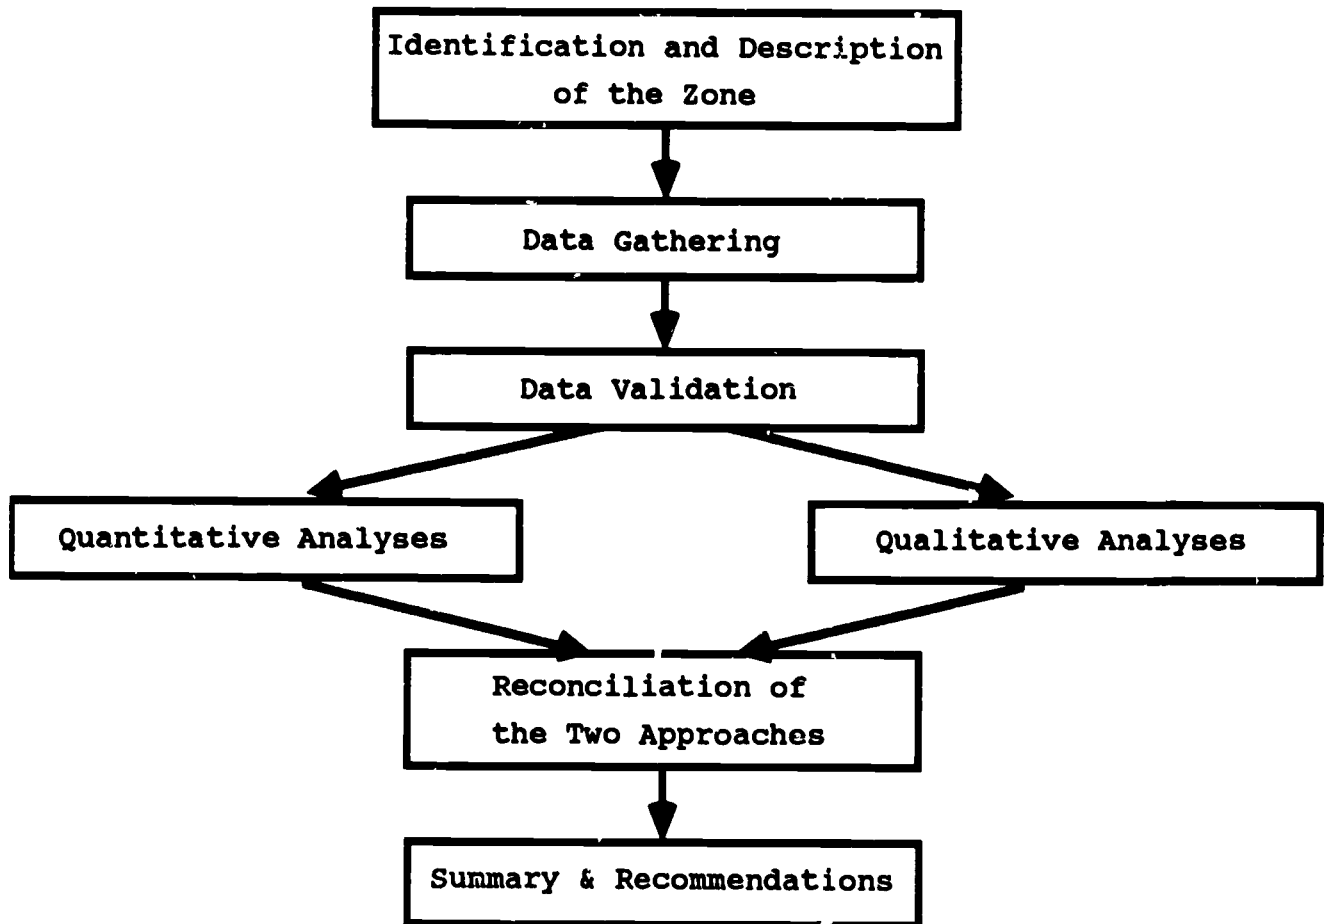 Identification and Description
of the Zone
Data Gathering
Data Validation
Quantitative Analyses
Qualitative Analyses
Reconciliation of
the Two Approaches
Summary & Recommendations